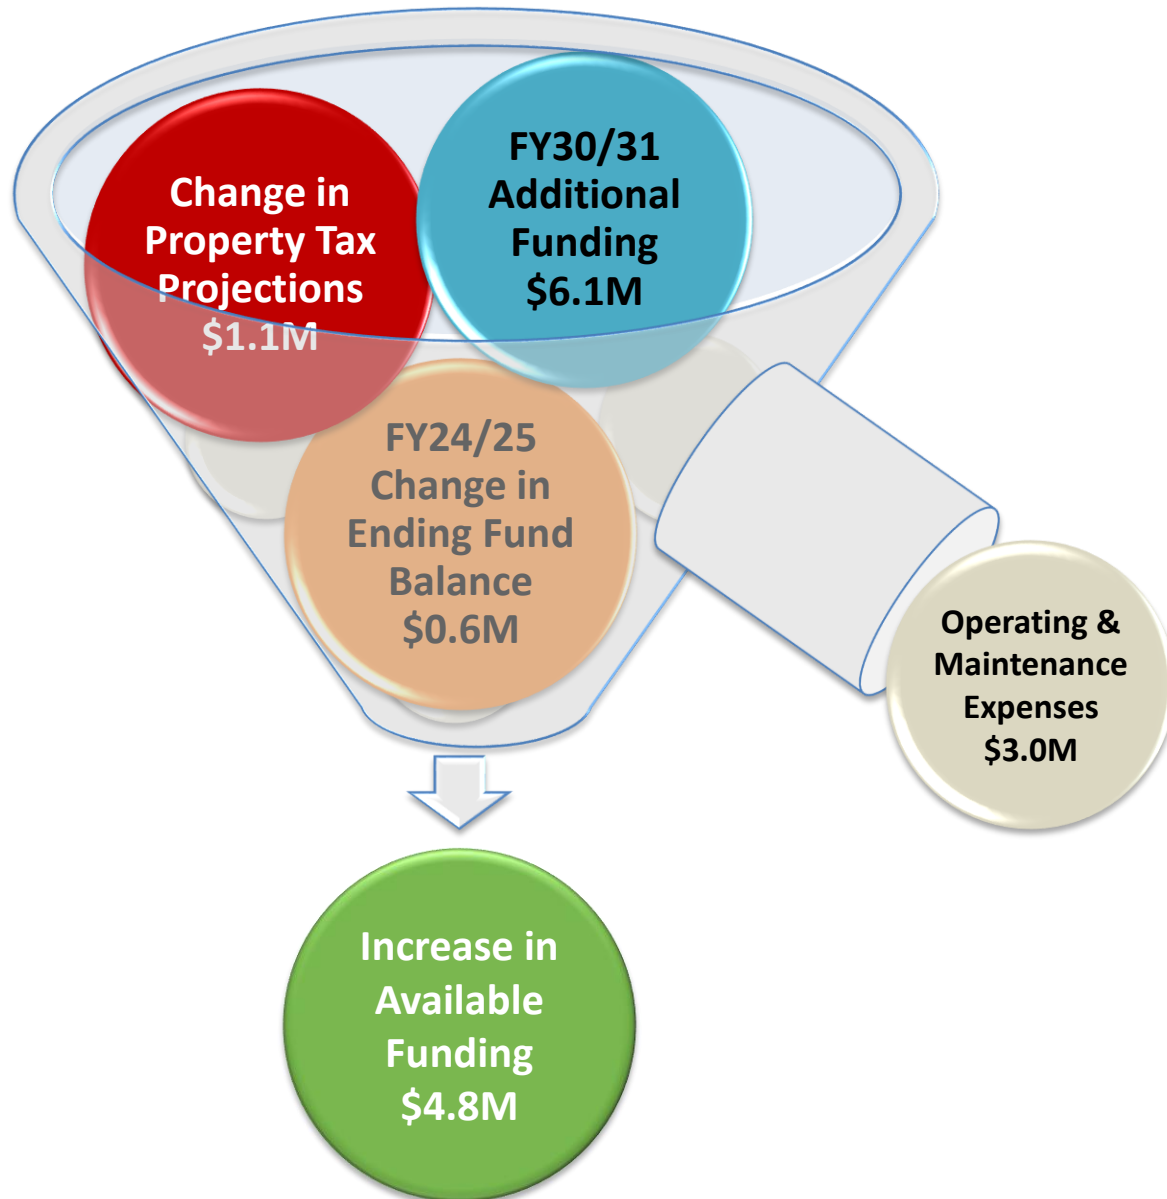 Change in
Property Tax
Projections
$1.1M
FY30/31
Additional
Funding
$6.1M
FY24/25
Change in
Ending Fund
Balance
$0.6M
Operating &
Maintenance
Expenses
$3.0M
Increase in
Available
Funding
$4.8M